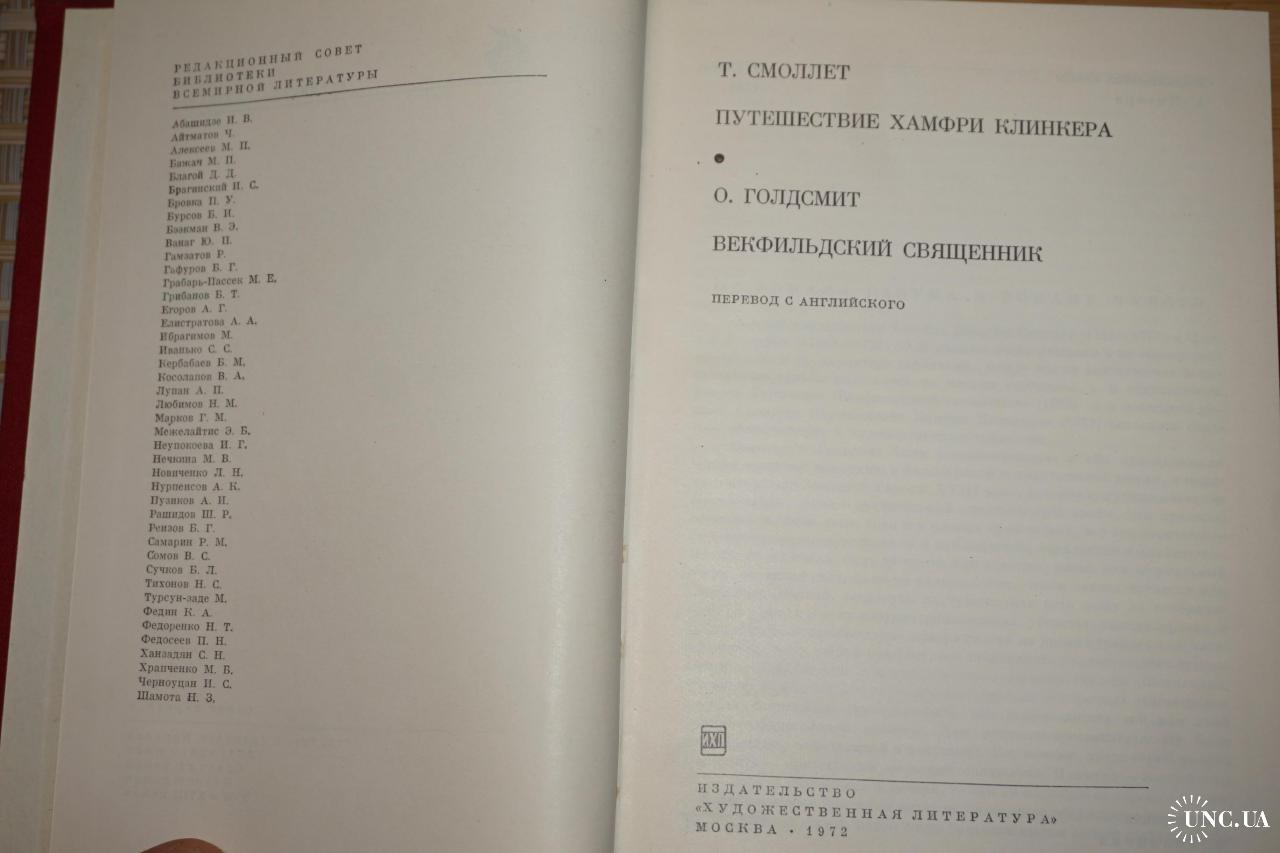 РЕДАКЦИОННЫЙ СОВЕТ
БИБЛИОТЕКИ
ВСЕМИРНОЙ ЛИТЕРАТУРЫ
Абашидзе И. В.
Айтматов Ч.
Алексеев М. П.
Бажан М. П.
Благой Д. Д.
Брагинский И. С.
Бровка П. У.
Бурсов Б. И.
Бээкман В. Э.
Ванаг Ю. П.
Гамзатов Р.
Гафуров Б. Г.
Грабарь-Пассек М. Е.
Грибанов Б. Т.
Егоров А. Г.
Елистратова А. А.
Ибрагимов М.
Иванько С. С.
Кербабаев Б. М.
Косолапов В. А.
Лупан А. П.
Любимов Н. М.
Марков Г. М.
Межелайтис Э. Б.
Неупокоева И. Г.
Нечкина М. В.
Новиченко Л. Н.
Нурпеисов А. К.
Пузиков А. И.
Рашидов Ш. Р.
Реизов Б. Г.
Самарин Р. М.
Сомов В. С.
Сучков Б. Л.
Тихонов Н. С.
Турсун-заде М.
Федин К. А.
Федоренко Н. Т.
Федосеев П. Н.
Ханзадян С. Н.
Храпченко М. Б.
Черноуцан И. С.
Шамота Н. З.
Т. СМОЛЛЕТ
ПУТЕШЕСТВИЕ ХАМФРИ КЛИНКЕРА
•
О. ГОЛДСМИТ
ВЕКФИЛЬДСКИЙ СВЯЩЕННИК
ПЕРЕВОД С АНГЛИЙСКОГО
ИХЛ
ИЗДАТЕЛЬСТВО
«ХУДОЖЕСТВЕННАЯ ЛИТЕРАТУРА»
МОСКВА • 1972
UNC.UA